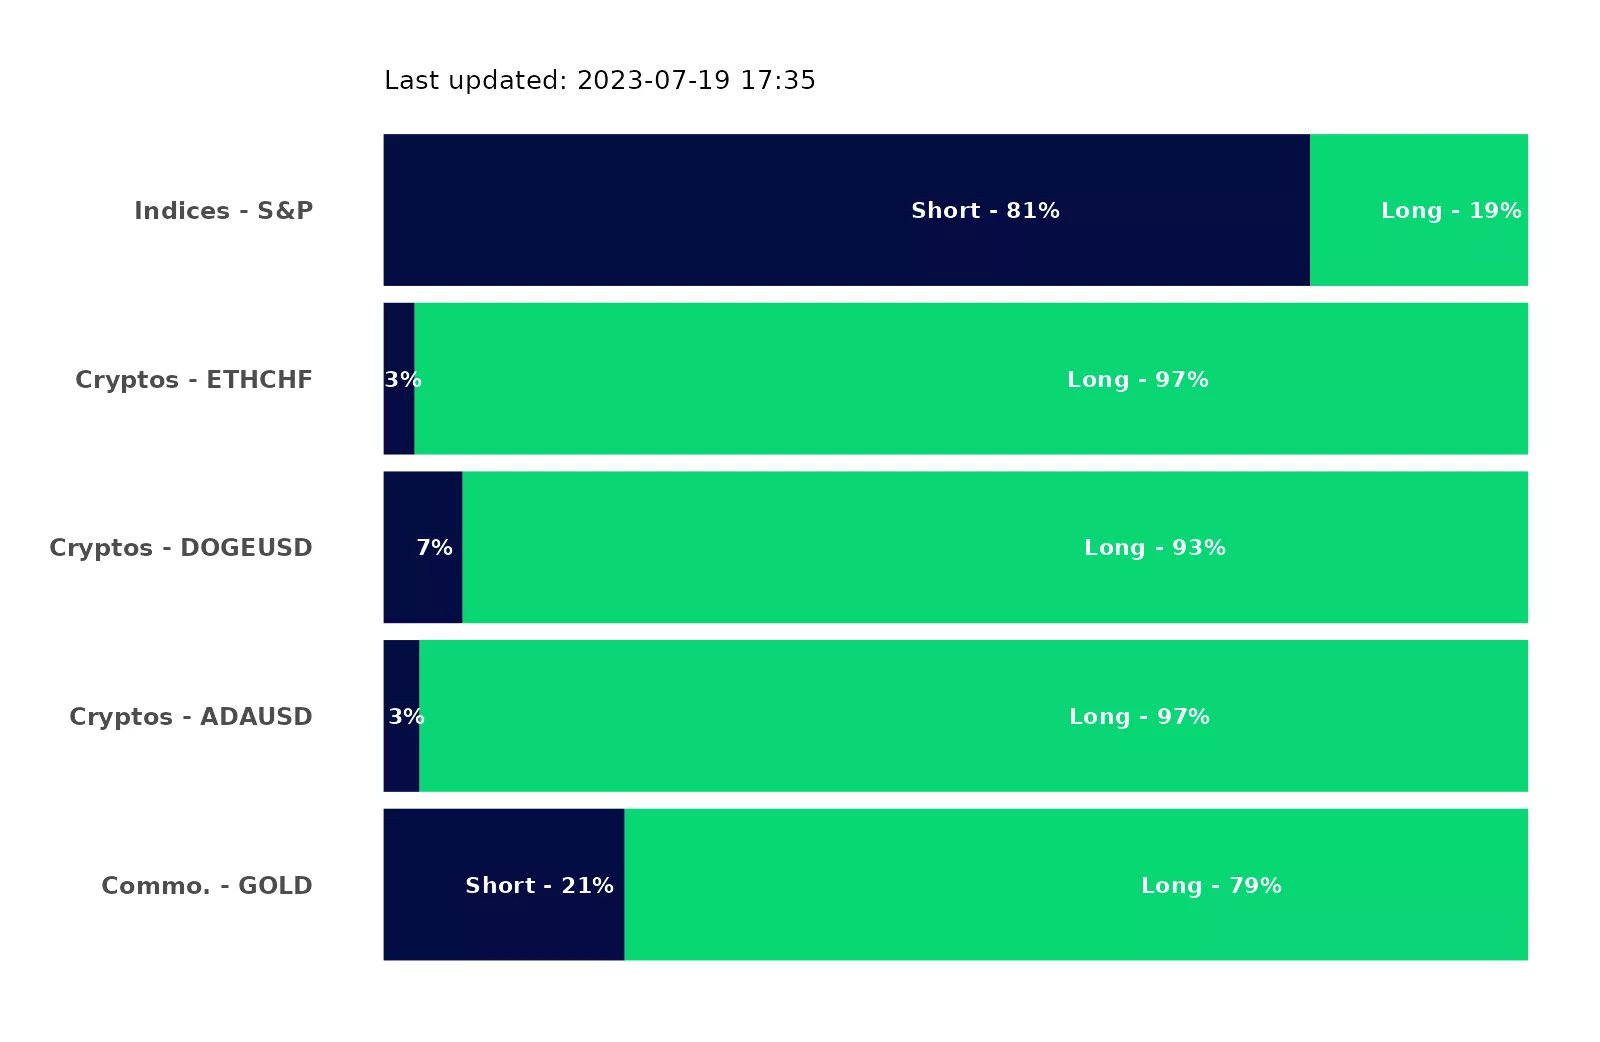 Last updated: 2023-07-19 17:35
Indices - S&P Short - 81% Long - 19%
Cryptos - ETHCHF 3% Long - 97%
Cryptos - DOGEUSD 7% Long - 93%
Cryptos - ADAUSD 3% Long - 97%
Commo. - GOLD Short - 21% Long - 79%